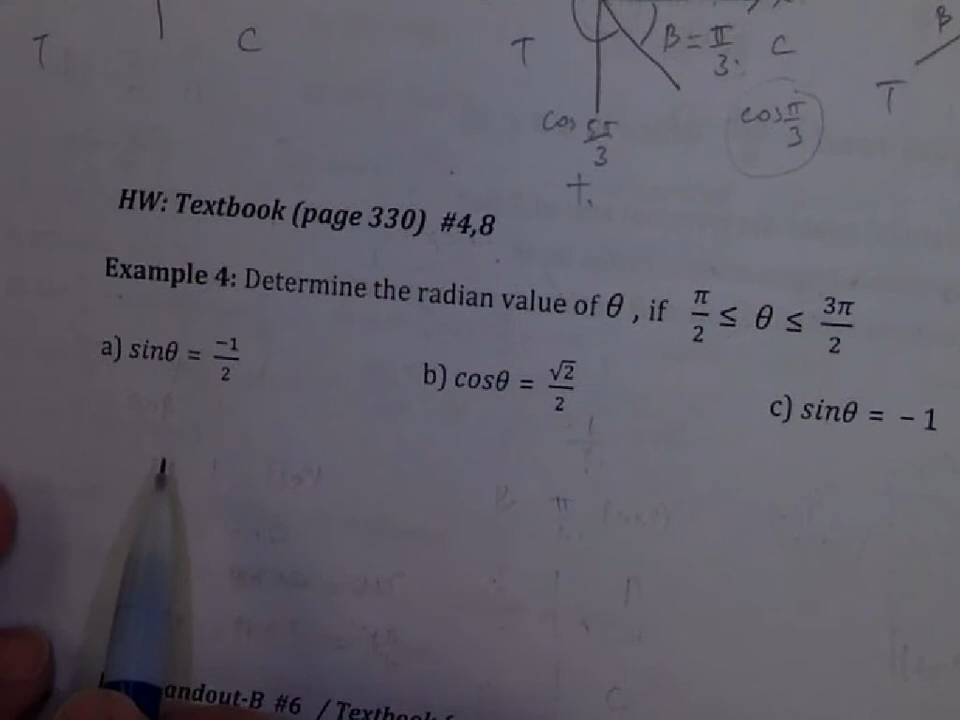 T C T B = π/3 C B
T
cos 5π/3 cos π/3
+
HW: Textbook (page 330) #4,8
Example 4: Determine the radian value of θ , if π/2 ≤ θ ≤ 3π/2
a) sinθ = -1/2 b) cosθ = √2/2 c) sinθ = - 1
andout-B #6 / Textbook